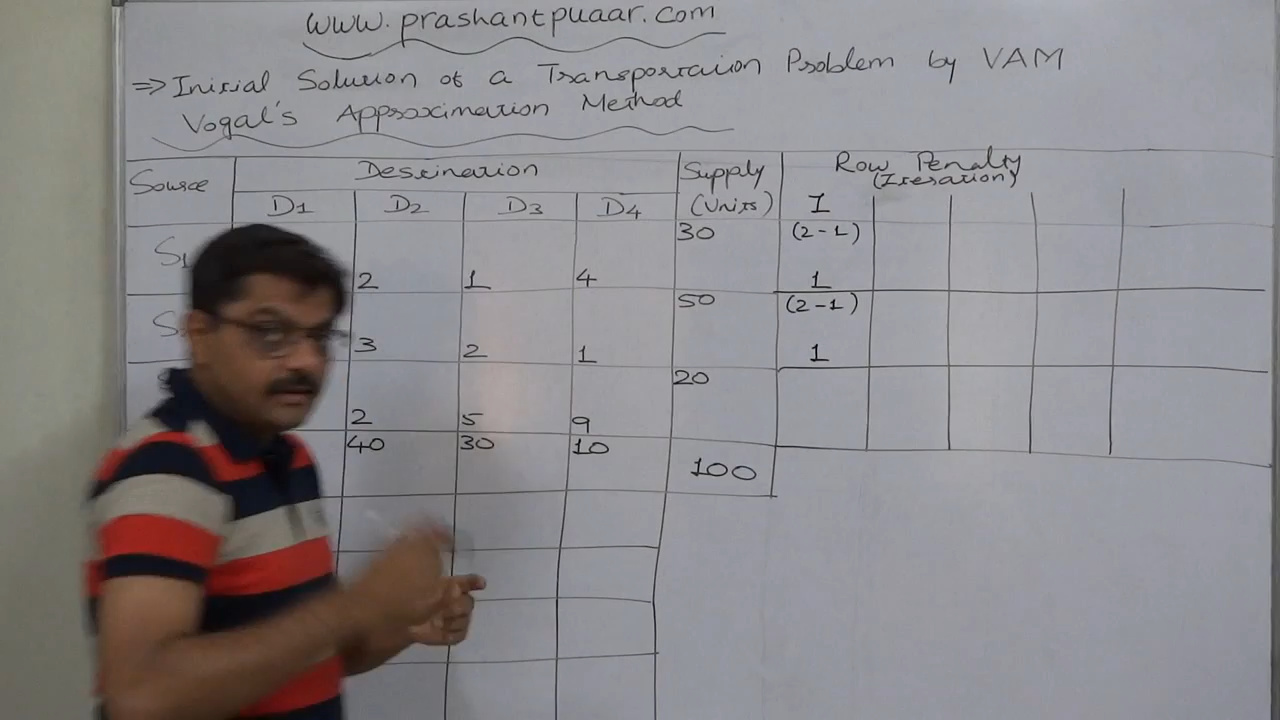 www.prashantpuaar.com
⇒ Initial Solution of a Transportation Problem by VAM
Vogal's Approximation Method
Source Destination Supply (Units) Row Penalty (Iteration)
D1 D2 D3 D4 I
30 (2-1)
2 1 4 1
50 (2-1)
3 2 1 1
20
2 5 9
40 30 10
100